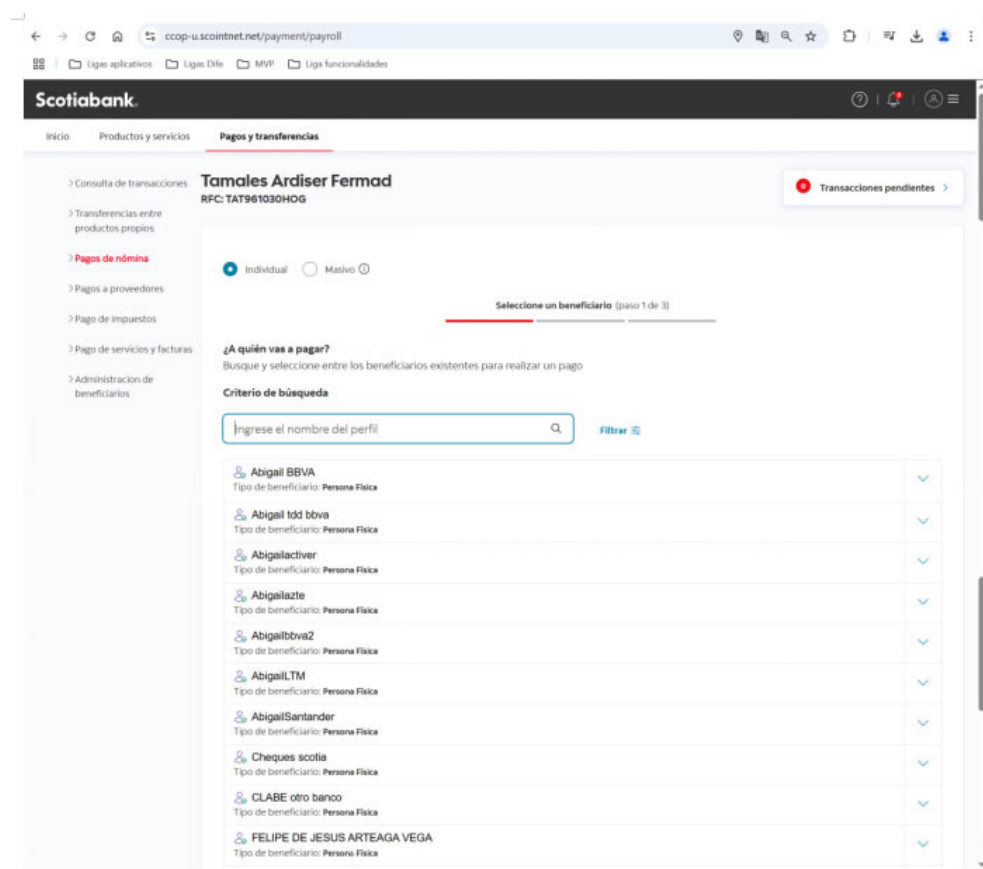 ccop-u.scointnet.net/payment/payroll
Ligas aplicativos Ligas Dife MVP Liga funcionalidades
Scotiabank.
Inicio Productos y servicios Pagos y transferencias
Consulta de transacciones
Transferencias entre productos propios
Pagos de nómina
Pagos a proveedores
Pago de impuestos
Pago de servicios y facturas
Administracion de beneficiarios
Tamales Ardiser Fermad
RFC: TAT961030HOG
0 Transacciones pendientes
Individual Masivo
Seleccione un beneficiario (paso 1 de 3)
¿A quién vas a pagar?
Busque y seleccione entre los beneficiarios existentes para realizar un pago
Criterio de búsqueda
Ingrese el nombre del perfil
Filtrar
Abigail BBVA
Tipo de beneficiario: Persona Física
Abigail tdd bbva
Tipo de beneficiario: Persona Física
Abigailactiver
Tipo de beneficiario: Persona Física
Abigailazte
Tipo de beneficiario: Persona Física
Abigailbbva2
Tipo de beneficiario: Persona Física
AbigailLTM
Tipo de beneficiario: Persona Física
AbigailSantander
Tipo de beneficiario: Persona Física
Cheques scotia
Tipo de beneficiario: Persona Física
CLABE otro banco
Tipo de beneficiario: Persona Física
FELIPE DE JESUS ARTEAGA VEGA
Tipo de beneficiario: Persona Física